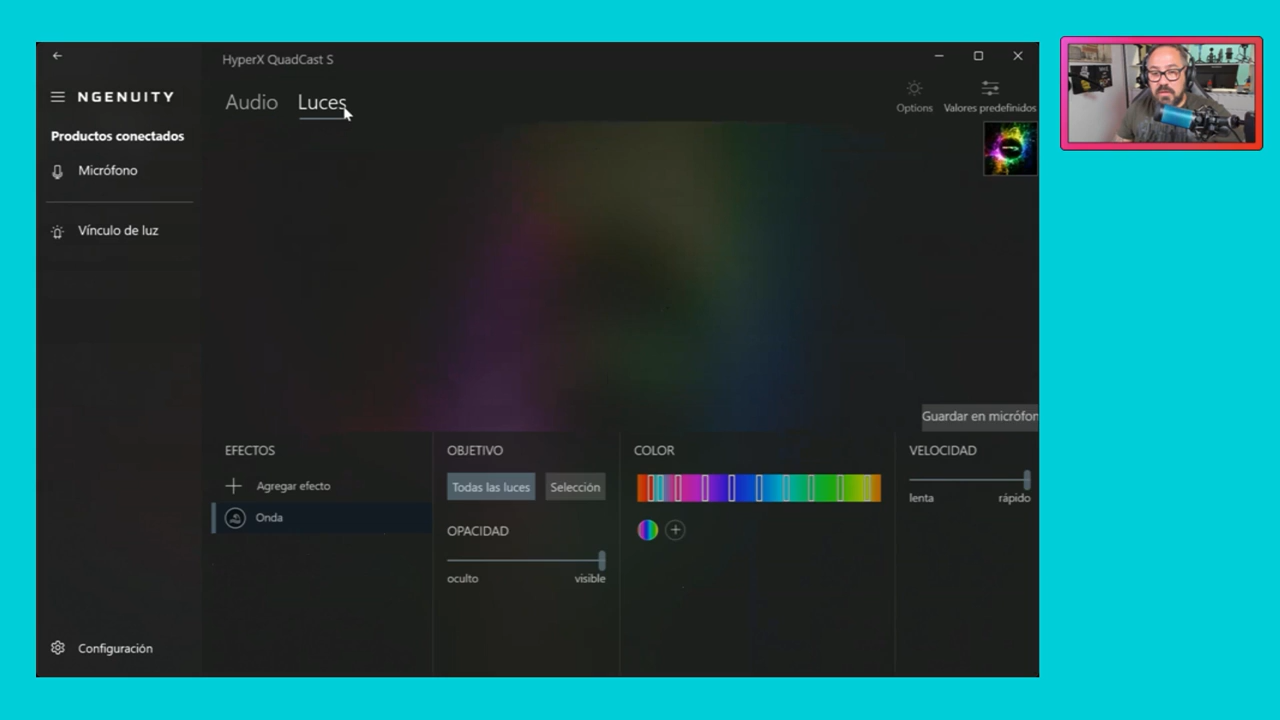 HyperX QuadCast S
NGENUITY
Audio Luces
Options Valores predefinidos
Productos conectados
Micrófono
Vínculo de luz
Guardar en micrófon
EFECTOS
Agregar efecto
Onda
OBJETIVO
Todas las luces Selección
OPACIDAD
oculto visible
COLOR
VELOCIDAD
lenta rápido
Configuración